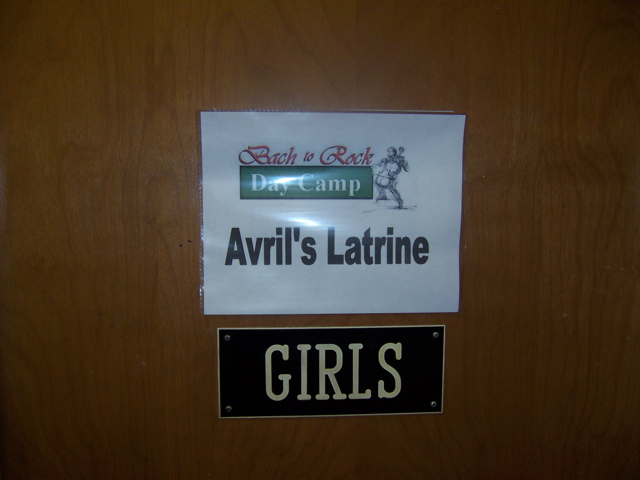 Bach to Rock
Day Camp
Avril's Latrine
GIRLS